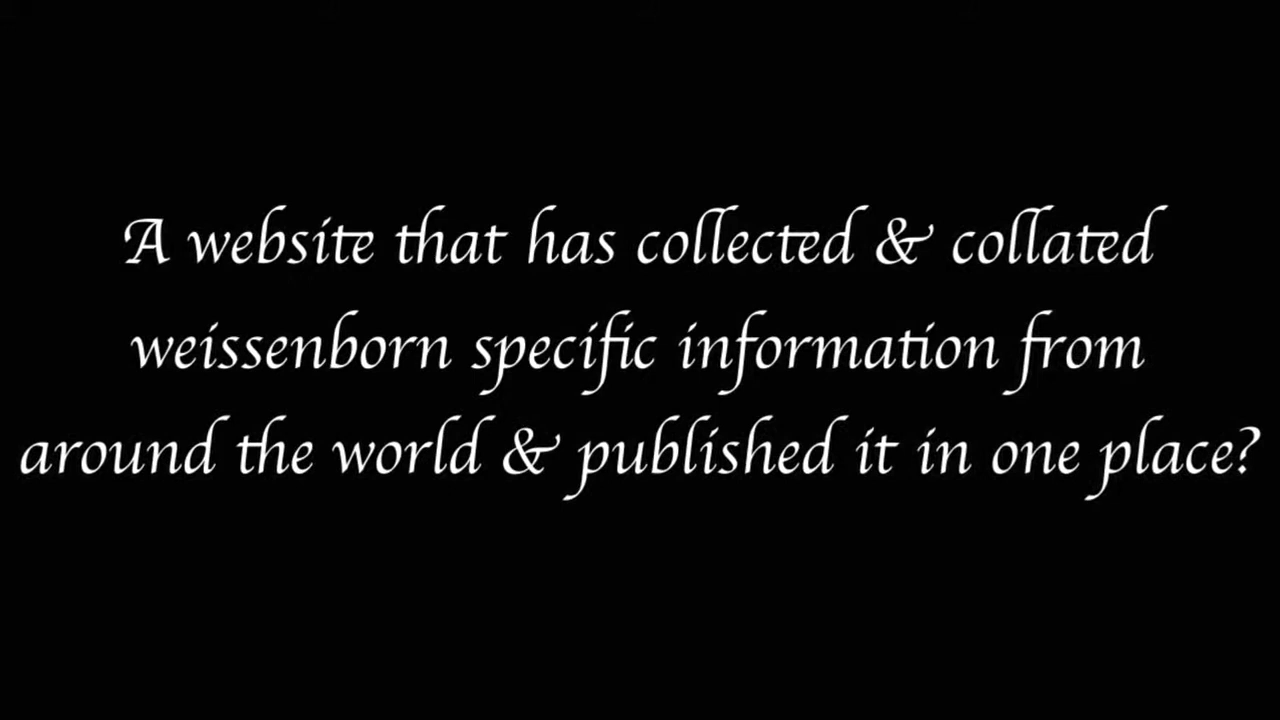 A website that has collected & collated
weissenborn specific information from
around the world & published it in one place?